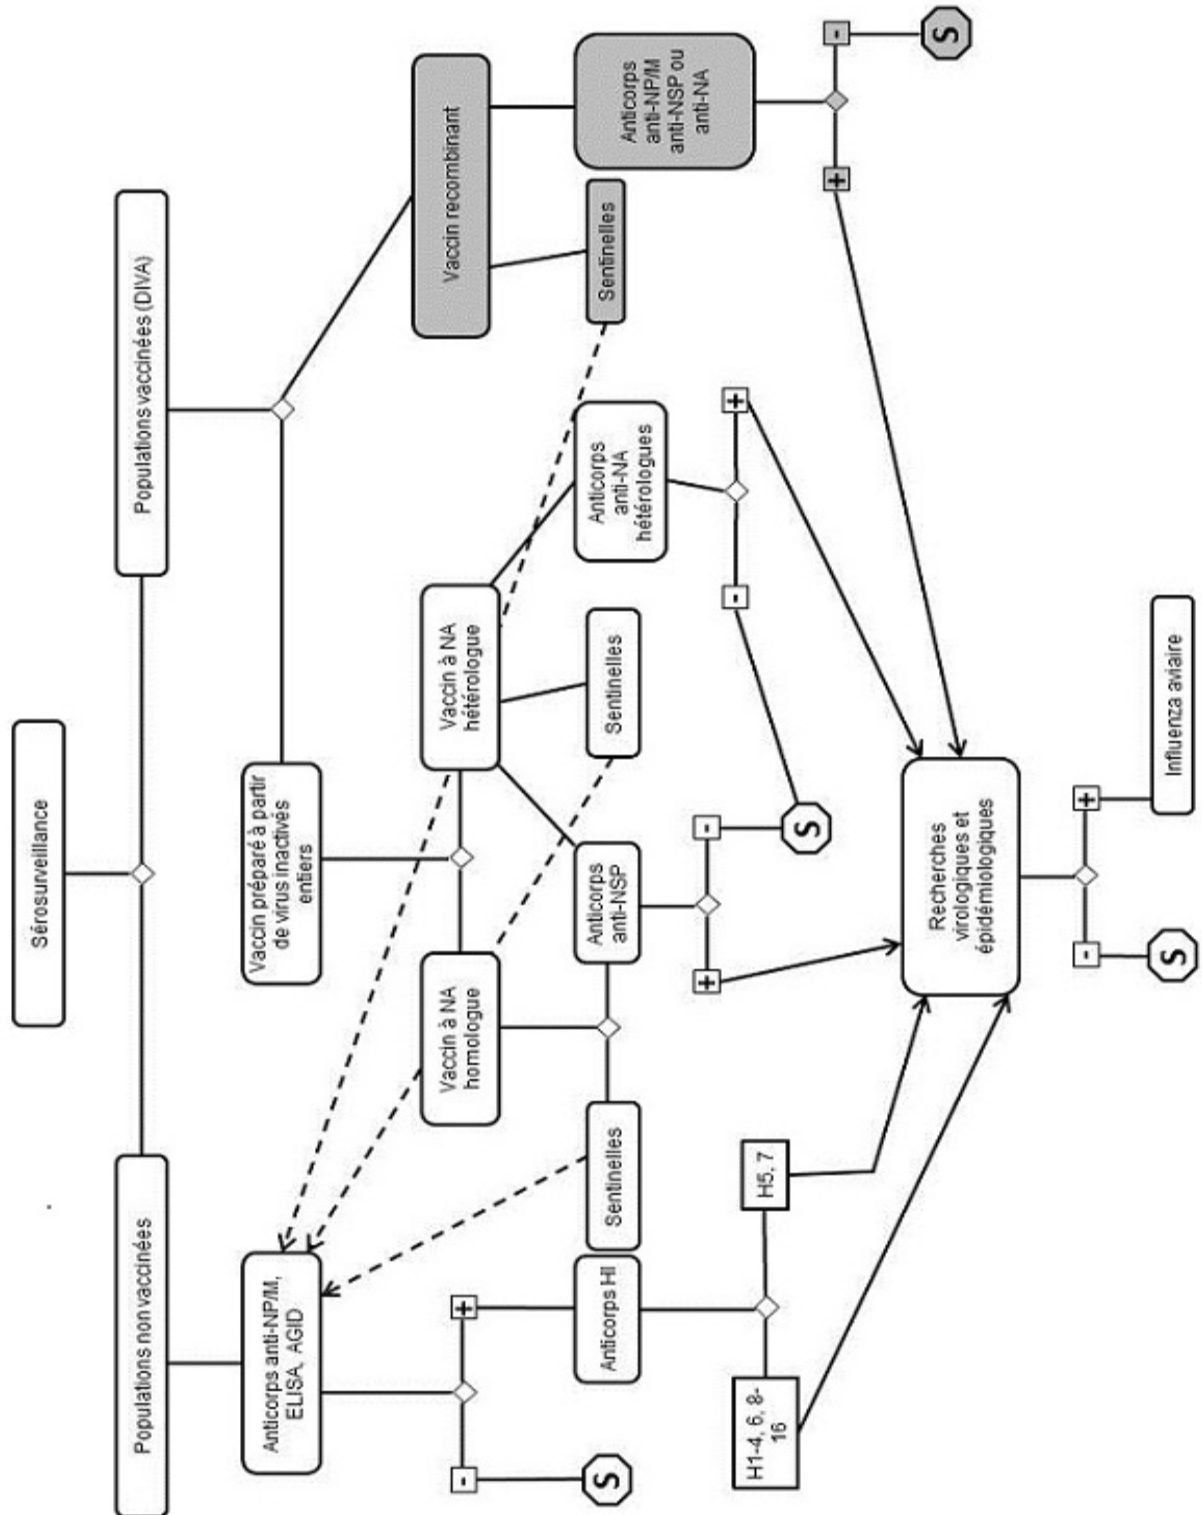 Sérosurveillance
Populations non vaccinées
Populations vaccinées (DIVA)
Anticorps anti-NP/M,
ELISA, AGID
Vaccin préparé à partir
de virus inactivés
entiers
Vaccin à NA
homologue
Vaccin à NA
hétérologue
Vaccin recombinant
-
+
S
Anticorps HI
Sentinelles
Anticorps
anti-NSP
Sentinelles
Anticorps
anti-NA
hétérologues
Sentinelles
Anticorps
anti-NP/M
anti-NSP ou
anti-NA
H1-4, 6, 8-
16
H5, 7
+
-
S
-
+
+
-
S
Recherches
virologiques et
épidémiologiques
-
+
S
Influenza aviaire